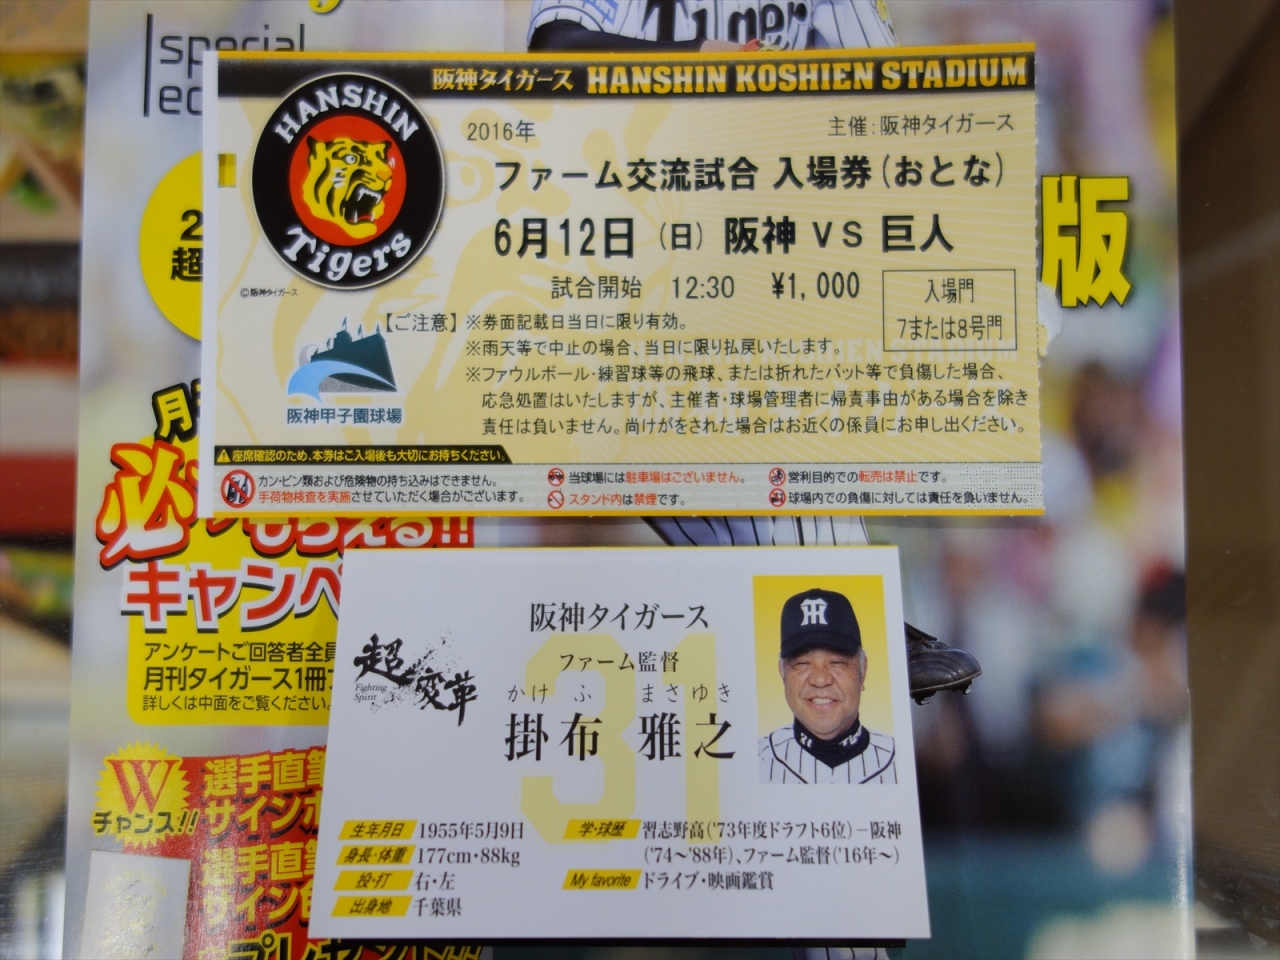 special
Tigers
阪神タイガース HANSHIN KOSHIEN STADIUM
HANSHIN
Tigers
©阪神タイガース
2016年
主催:阪神タイガース
ファーム交流試合 入場券(おとな)
6月12日(日) 阪神 VS 巨人
試合開始 12:30 ¥1,000
入場門
7または8号門
【ご注意】※券面記載日当日に限り有効。
※雨天等で中止の場合、当日に限り払戻いたします。
※ファウルボール・練習球等の飛球、または折れたバット等で負傷した場合、
応急処置はいたしますが、主催者・球場管理者に帰責事由がある場合を除き
責任は負いません。尚けがをされた場合はお近くの係員にお申し出ください。
阪神甲子園球場
座席確認のため、本券はご入場後も大切にお持ちください。
カン・ビン類および危険物の持ち込みはできません。
手荷物検査を実施させていただく場合がございます。
当球場には駐車場はございません。
スタンド内は禁煙です。
営利目的での転売は禁止です。
球場内での負傷に対しては責任を負いません。
版
2
超
月
必
もらえる!!!
キャンペ
アンケートご回答者全員
月刊タイガース1冊
詳しくは中面をご覧ください。
W
チャンス!!
選手直筆
サインボ
選手直筆
サイン色
プレ
阪神タイガース
超変革
Fighting
Spirit
ファーム監督
かけ ふ まさゆき
掛布 雅之
31
生年月日 1955年5月9日
身長・体重 177cm・88kg
投・打 右・左
出身地 千葉県
学・球歴 習志野高('73年度ドラフト6位)−阪神
('74〜'88年)、ファーム監督('16年〜)
My favorite ドライブ・映画鑑賞